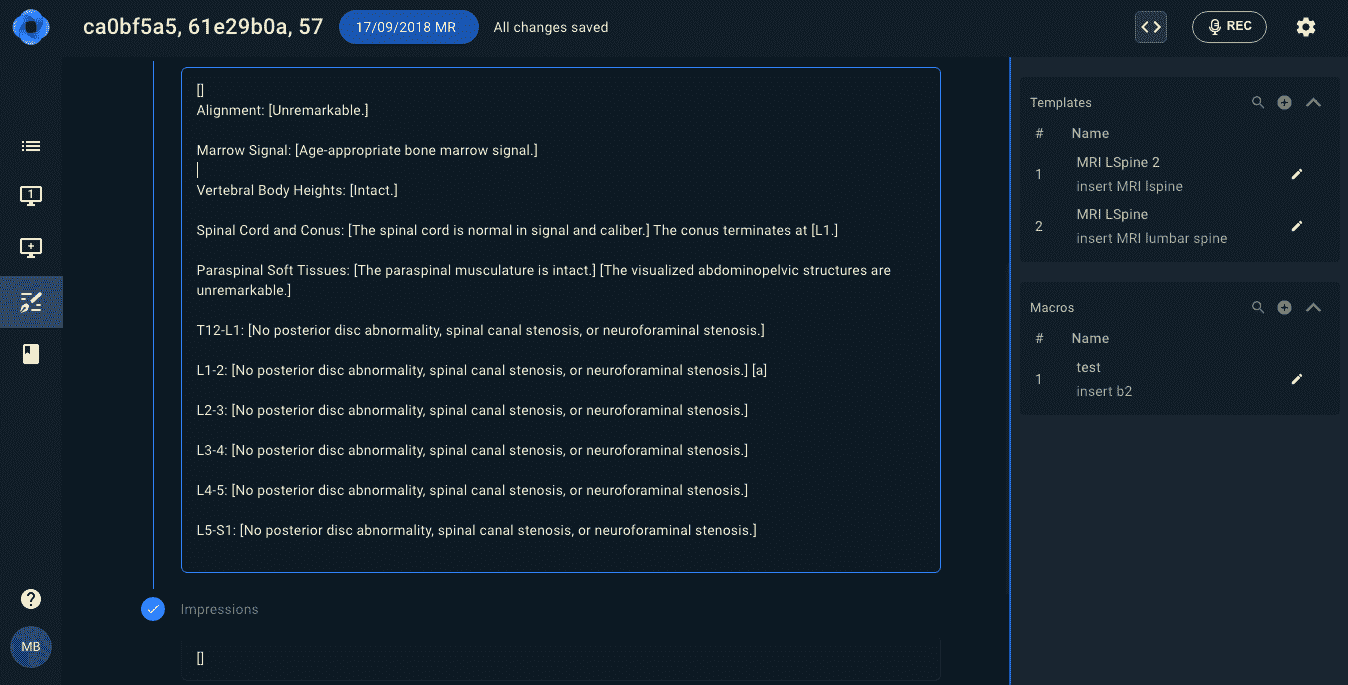 ca0bf5a5, 61e29b0a, 57
17/09/2018 MR
All changes saved
REC
[]
Alignment: [Unremarkable.]
Marrow Signal: [Age-appropriate bone marrow signal.]
Vertebral Body Heights: [Intact.]
Spinal Cord and Conus: [The spinal cord is normal in signal and caliber.] The conus terminates at [L1.]
Paraspinal Soft Tissues: [The paraspinal musculature is intact.] [The visualized abdominopelvic structures are
unremarkable.]
T12-L1: [No posterior disc abnormality, spinal canal stenosis, or neuroforaminal stenosis.]
L1-2: [No posterior disc abnormality, spinal canal stenosis, or neuroforaminal stenosis.] [a]
L2-3: [No posterior disc abnormality, spinal canal stenosis, or neuroforaminal stenosis.]
L3-4: [No posterior disc abnormality, spinal canal stenosis, or neuroforaminal stenosis.]
L4-5: [No posterior disc abnormality, spinal canal stenosis, or neuroforaminal stenosis.]
L5-S1: [No posterior disc abnormality, spinal canal stenosis, or neuroforaminal stenosis.]
Impressions
[]
Templates
# Name
1 MRI LSpine 2
insert MRI lspine
2 MRI LSpine
insert MRI lumbar spine
Macros
# Name
1 test
insert b2
1
?
MB